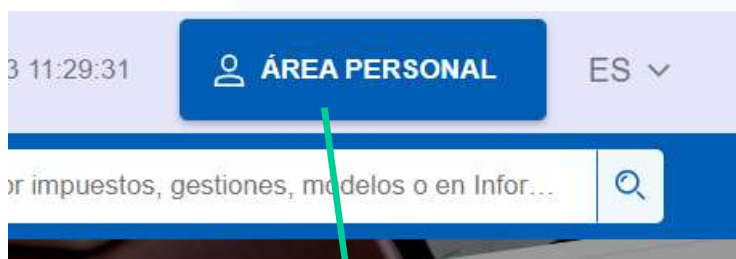 3 11:29:31 ÁREA PERSONAL ES
or impuestos, gestiones, modelos o en Infor...